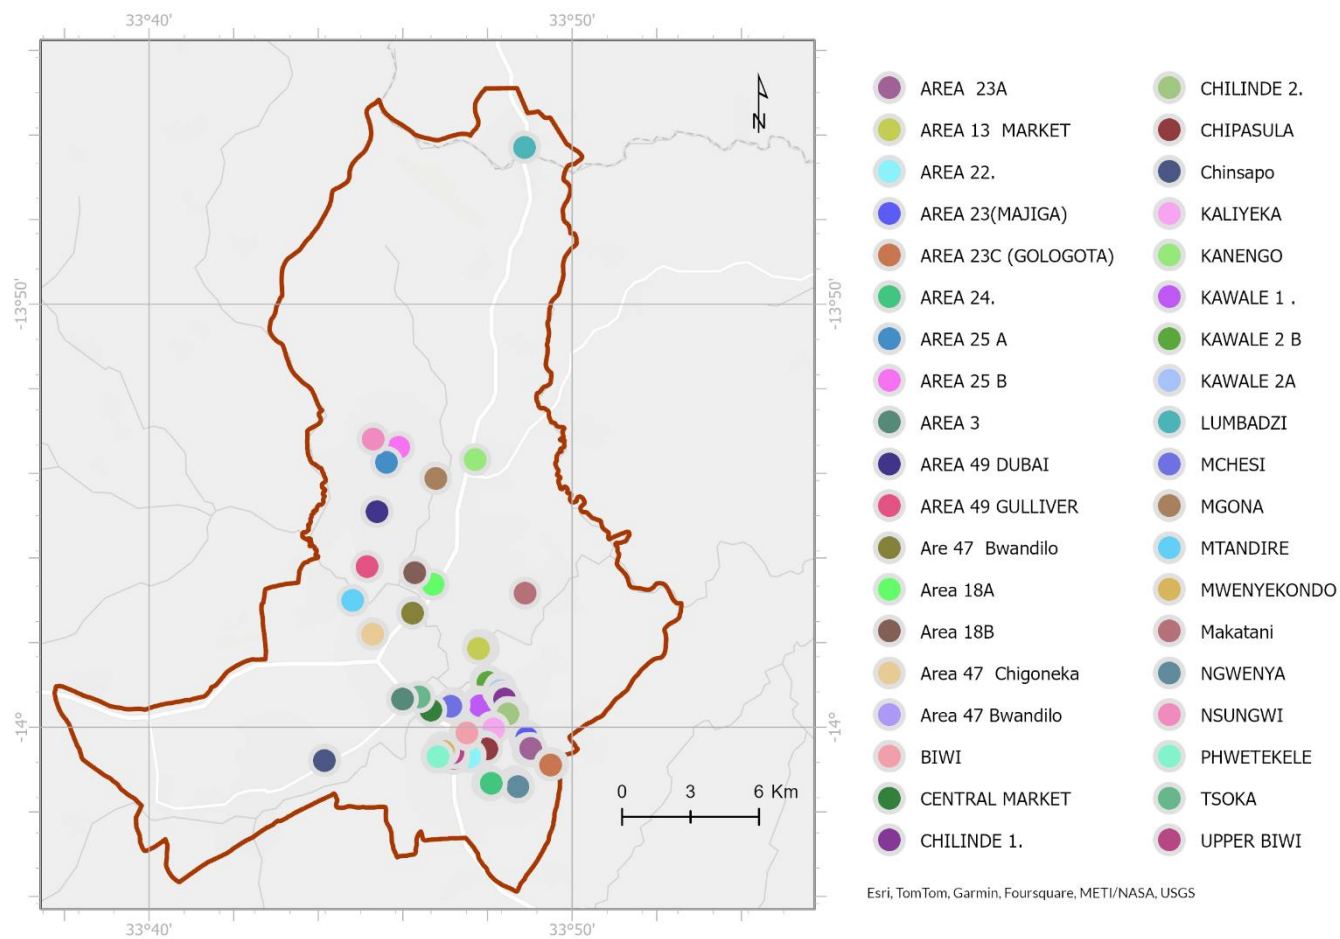 33°40'
33°50'
N
-13°50'
-13°50'
-14°
-14°
0 3 6 Km
33°40'
33°50'
AREA 23A
AREA 13 MARKET
AREA 22.
AREA 23(MAJIGA)
AREA 23C (GOLOGOTA)
AREA 24.
AREA 25 A
AREA 25 B
AREA 3
AREA 49 DUBAI
AREA 49 GULLIVER
Are 47 Bwandilo
Area 18A
Area 18B
Area 47 Chigoneka
Area 47 Bwandilo
BIWI
CENTRAL MARKET
CHILINDE 1.
CHILINDE 2.
CHIPASULA
Chinsapo
KALIYEKA
KANENGO
KAWALE 1 .
KAWALE 2 B
KAWALE 2A
LUMBADZI
MCHESI
MGONA
MTANDIRE
MWENYEKONDO
Makatani
NGWENYA
NSUNGWI
PHWETEKELE
TSOKA
UPPER BIWI
Esri, TomTom, Garmin, Foursquare, METI/NASA, USGS